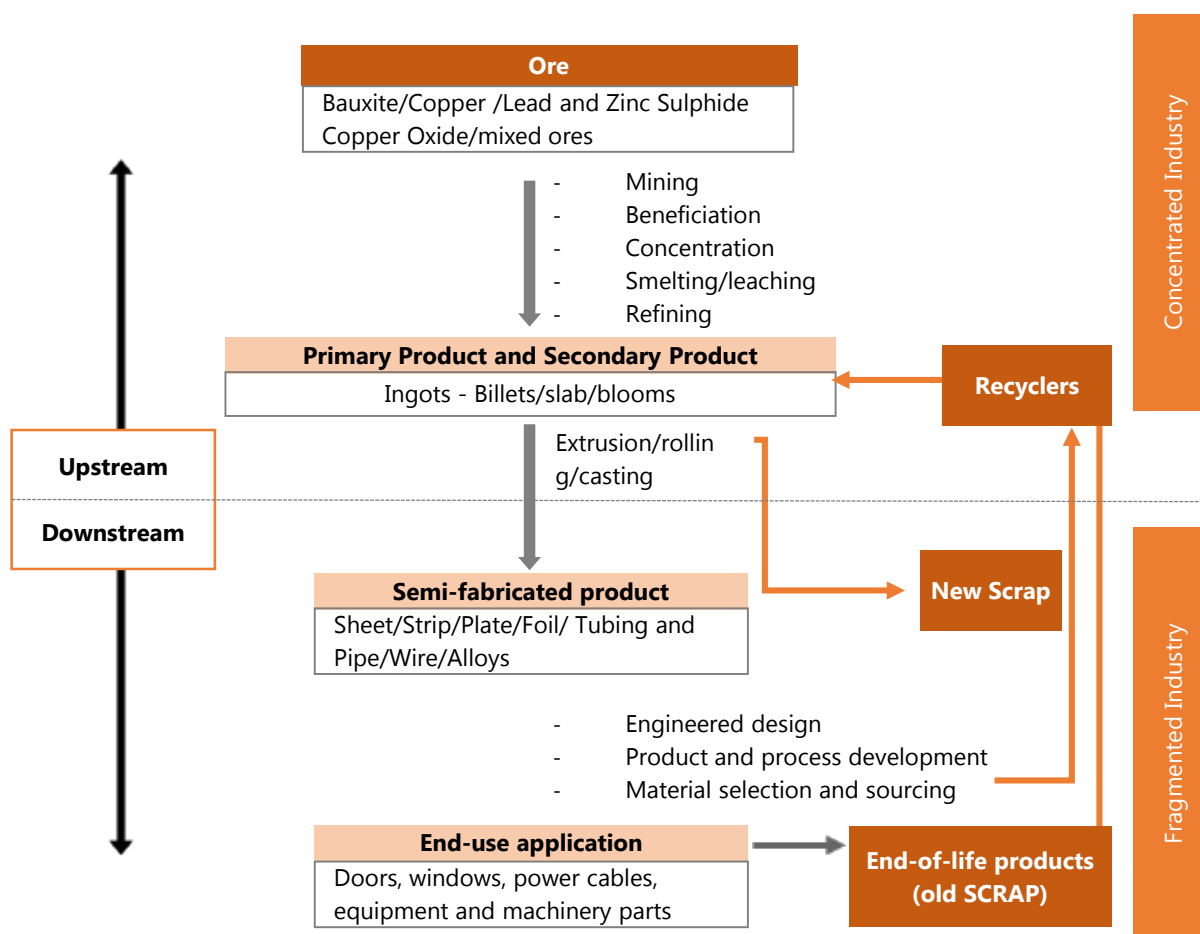 Ore
Bauxite/Copper /Lead and Zinc Sulphide
Copper Oxide/mixed ores
Concentrated Industry
- Mining
- Beneficiation
- Concentration
- Smelting/leaching
- Refining
Primary Product and Secondary Product
Ingots - Billets/slab/blooms
Recyclers
Extrusion/rollin
g/casting
Upstream
Downstream
Semi-fabricated product
Sheet/Strip/Plate/Foil/ Tubing and
Pipe/Wire/Alloys
New Scrap
Fragmented Industry
- Engineered design
- Product and process development
- Material selection and sourcing
End-use application
Doors, windows, power cables,
equipment and machinery parts
End-of-life products
(old SCRAP)